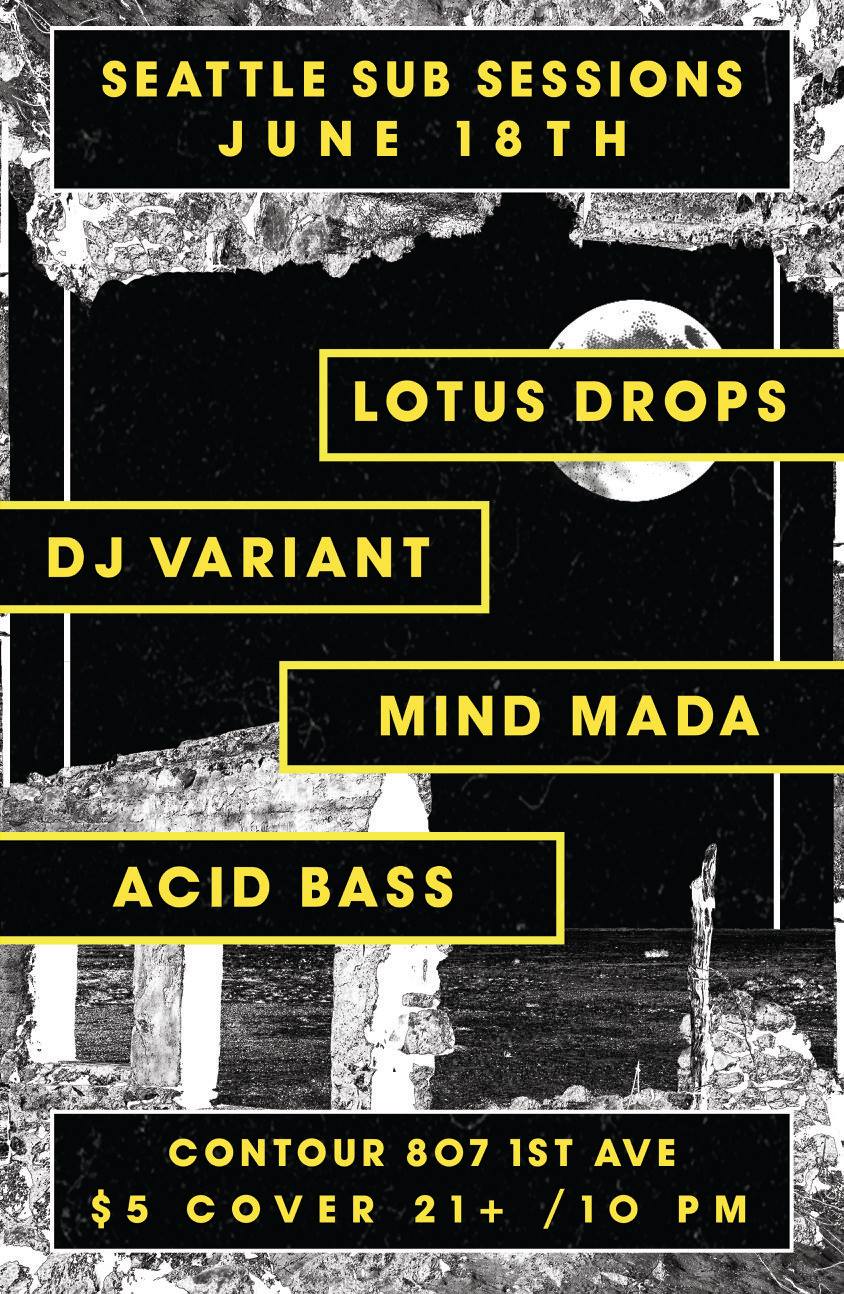 SEATTLE SUB SESSIONS
JUNE 18TH
LOTUS DROPS
DJ VARIANT
MIND MADA
ACID BASS
CONTOUR 807 1ST AVE
$5 COVER 21+ /10 PM